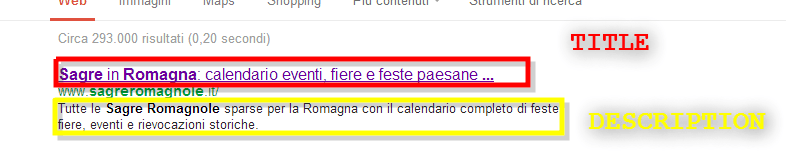 Web Immagini Maps Shopping Più contenuti Strumenti di ricerca
Circa 293.000 risultati (0,20 secondi)
TITLE
Sagre in Romagna: calendario eventi, fiere e feste paesane ...
www.sagreromagnole.it/
Tutte le Sagre Romagnole sparse per la Romagna con il calendario completo di feste
fiere, eventi e rievocazioni storiche.
DESCRIPTION